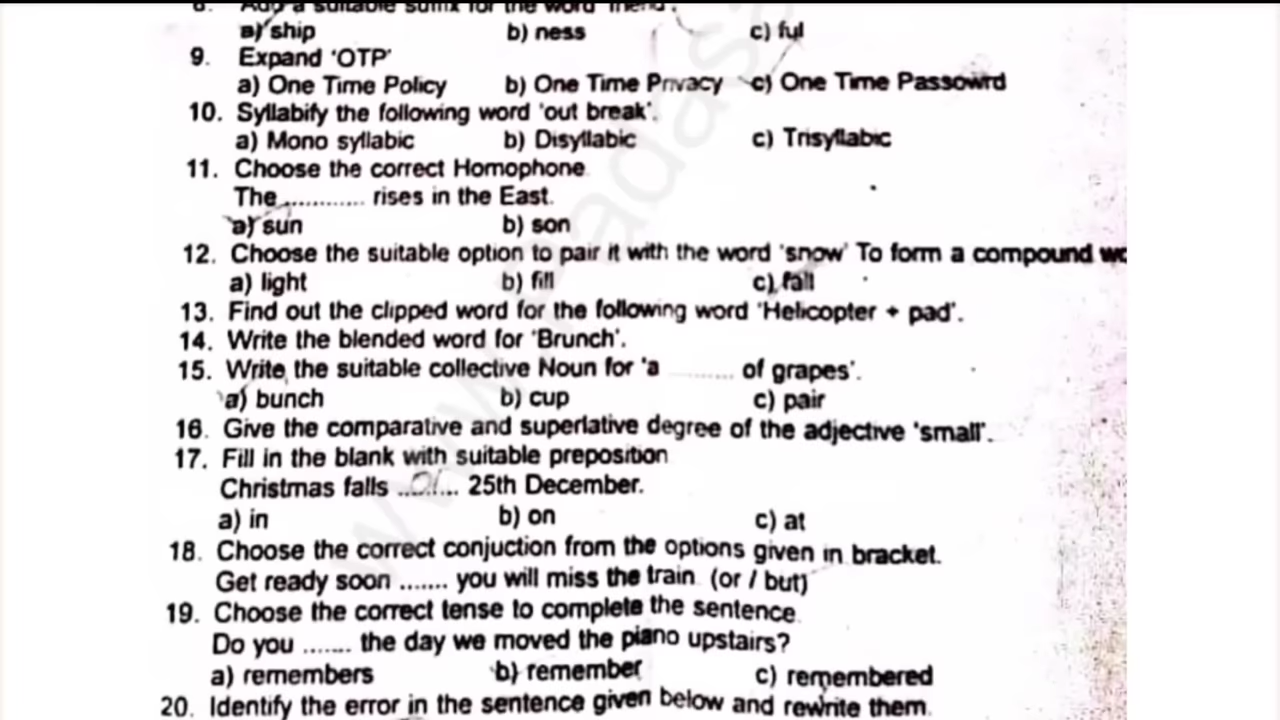 8. Add a suitable suffix for the word 'friend'.
a) ship b) ness c) ful
9. Expand 'OTP'
a) One Time Policy b) One Time Privacy c) One Time Passowrd
10. Syllabify the following word 'out break'.
a) Mono syllabic b) Disyllabic c) Trisyllabic
11. Choose the correct Homophone
The ............ rises in the East.
a) sun b) son
12. Choose the suitable option to pair it with the word 'snow' To form a compound
a) light b) fill c) fall
13. Find out the clipped word for the following word 'Helicopter + pad'.
14. Write the blended word for 'Brunch'.
15. Write the suitable collective Noun for 'a ......... of grapes'.
a) bunch b) cup c) pair
16. Give the comparative and superlative degree of the adjective 'small'.
17. Fill in the blank with suitable preposition
Christmas falls ......... 25th December.
a) in b) on c) at
18. Choose the correct conjuction from the options given in bracket.
Get ready soon ....... you will miss the train (or / but)
19. Choose the correct tense to complete the sentence
Do you ....... the day we moved the piano upstairs?
a) remembers b) remember c) remembered
20. Identify the error in the sentence given below and rewrite them.